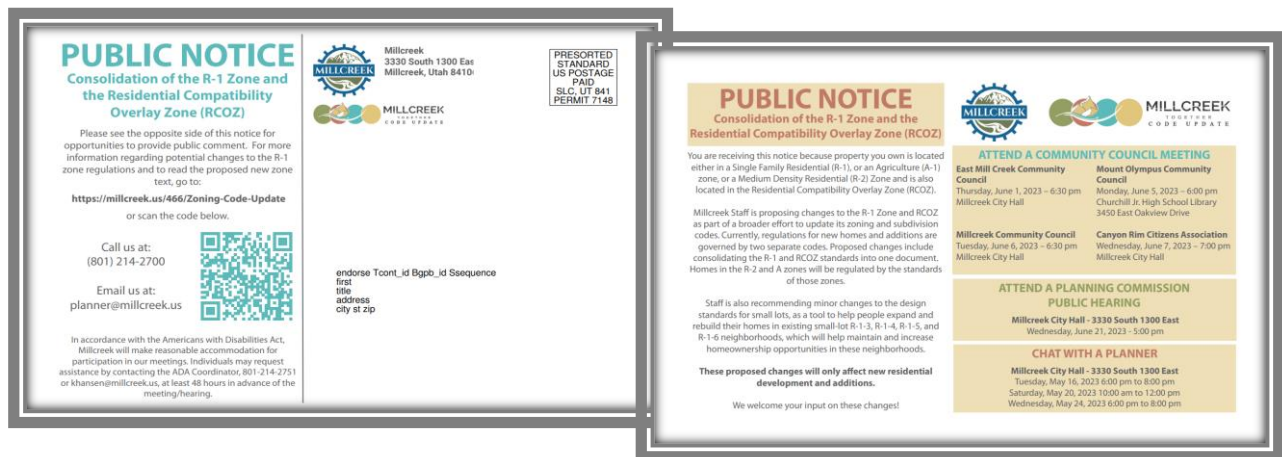 PUBLIC NOTICE
Consolidation of the R-1 Zone and
the Residential Compatibility
Overlay Zone (RCOZ)
Please see the opposite side of this notice for
opportunities to provide public comment. For more
information regarding potential changes to the R-1
zone regulations and to read the proposed new zone
text, go to:
https://millcreek.us/466/Zoning-Code-Update
or scan the code below.
Call us at:
(801) 214-2700
Email us at:
planner@millcreek.us
In accordance with the Americans with Disabilities Act,
Millcreek will make reasonable accommodation for
participation in our meetings. Individuals may request
assistance by contacting the ADA Coordinator, 801-214-2751
or khansen@millcreek.us, at least 48 hours in advance of the
meeting/hearing.
MILLCREEK
Millcreek
3330 South 1300 Eas
Millcreek, Utah 8410
MILLCREEK
TOGETHER
CODE UPDATE
PRESORTED
STANDARD
US POSTAGE
PAID
SLC, UT 841
PERMIT 7148
endorse Tcont_id Bgpb_id Ssequence
first
title
address
city st zip
PUBLIC NOTICE
Consolidation of the R-1 Zone and the
Residential Compatibility Overlay Zone (RCOZ)
You are receiving this notice because property you own is located
either in a Single Family Residential (R-1), or an Agriculture (A-1)
zone, or a Medium Density Residential (R-2) Zone and is also
located in the Residential Compatibility Overlay Zone (RCOZ).
Millcreek Staff is proposing changes to the R-1 Zone and RCOZ
as part of a broader effort to update its zoning and subdivision
codes. Currently, regulations for new homes and additions are
governed by two separate codes. Proposed changes include
consolidating the R-1 and RCOZ standards into one document.
Homes in the R-2 and A zones will be regulated by the standards
of those zones.
Staff is also recommending minor changes to the design
standards for small lots, as a tool to help people expand and
rebuild their homes in existing small-lot R-1-3, R-1-4, R-1-5, and
R-1-6 neighborhoods, which will help maintain and increase
homeownership opportunities in these neighborhoods.
These proposed changes will only affect new residential
development and additions.
We welcome your input on these changes!
MILLCREEK
MILLCREEK
TOGETHER
CODE UPDATE
ATTEND A COMMUNITY COUNCIL MEETING
East Mill Creek Community
Council
Thursday, June 1, 2023 – 6:30 pm
Millcreek City Hall
Mount Olympus Community
Council
Monday, June 5, 2023 – 6:00 pm
Churchill Jr. High School Library
3450 East Oakview Drive
Millcreek Community Council
Tuesday, June 6, 2023 – 6:30 pm
Millcreek City Hall
Canyon Rim Citizens Association
Wednesday, June 7, 2023 – 7:00 pm
Millcreek City Hall
ATTEND A PLANNING COMMISSION
PUBLIC HEARING
Millcreek City Hall - 3330 South 1300 East
Wednesday, June 21, 2023 - 5:00 pm
CHAT WITH A PLANNER
Millcreek City Hall - 3330 South 1300 East
Tuesday, May 16, 2023 6:00 pm to 8:00 pm
Saturday, May 20, 2023 10:00 am to 12:00 pm
Wednesday, May 24, 2023 6:00 pm to 8:00 pm